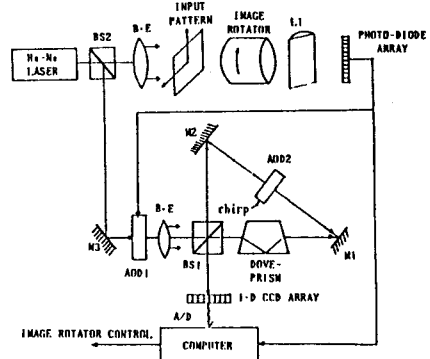 INPUT
PATTERN
IMAGE
ROTATOR
L1
PHOTO-DIODE
ARRAY
BS2
B-E
He-Ne
LASER
M2
AOD2
chirp
B-E
M3
AOD1
BS1
DOVE-
PRISM
M1
1-D CCD ARRAY
A/D
IMAGE ROTATOR CONTROL
COMPUTER